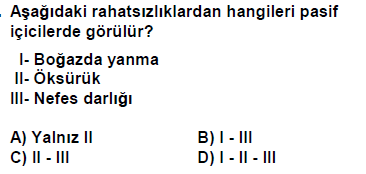 Aşağıdaki rahatsızlıklardan hangileri pasif
içicilerde görülür?
I- Boğazda yanma
II- Öksürük
III- Nefes darlığı
A) Yalnız II B) I - III
C) II - III D) I - II - III